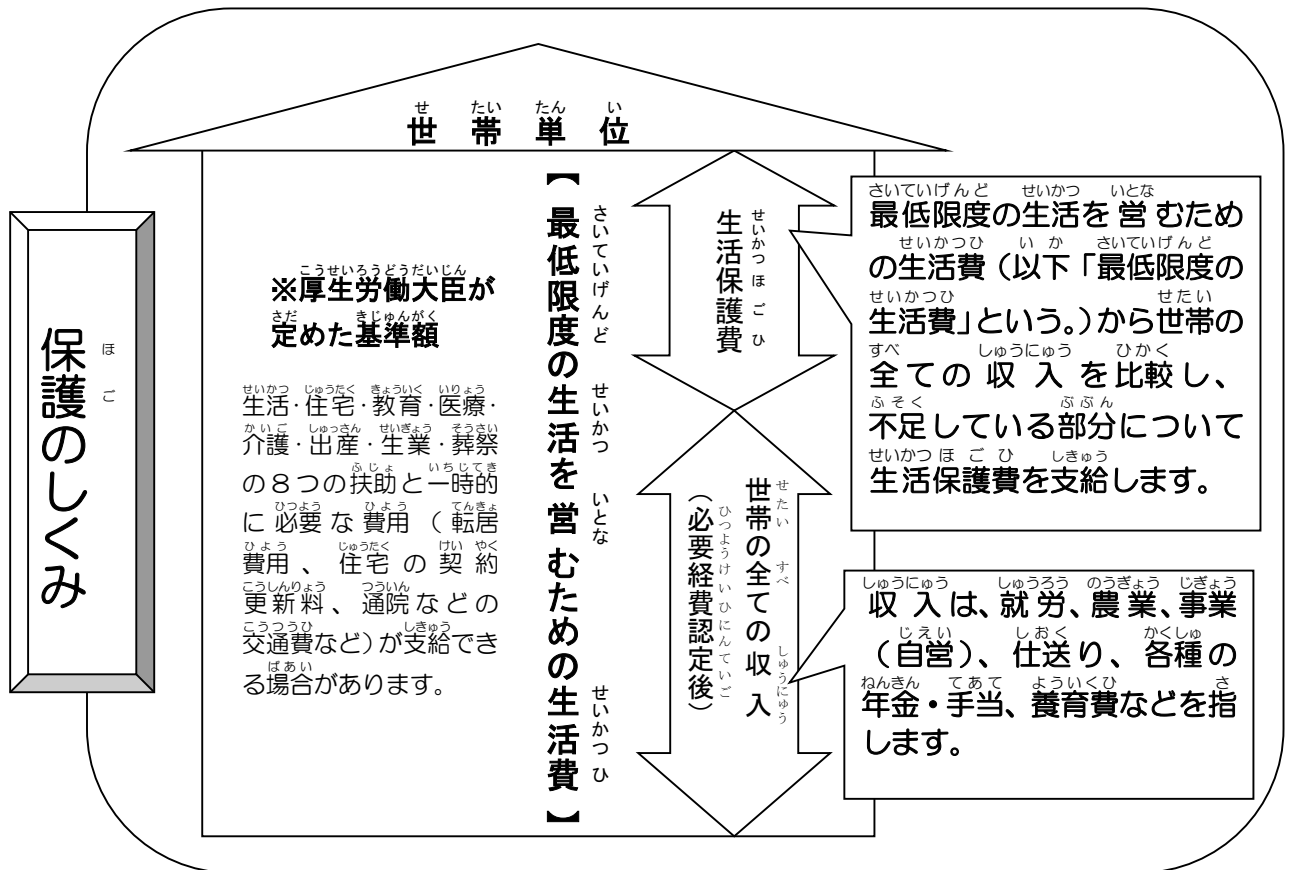 保護のしくみ
世帯単位
※厚生労働大臣が
定めた基準額
生活・住宅・教育・医療・
介護・出産・生業・葬祭
の８つの扶助と一時的
に必要な費用（転居
費用、住宅の契約
更新料、通院などの
交通費など）が支給でき
る場合があります。
【最低限度の生活を営むための生活費】
生活保護費
世帯の全ての収入
（必要経費認定後）
最低限度の生活を営むため
の生活費（以下「最低限度の
生活費」という。）から世帯の
全ての収入を比較し、
不足している部分について
生活保護費を支給します。
収入は、就労、農業、事業
（自営）、仕送り、各種の
年金・手当、養育費などを指
します。